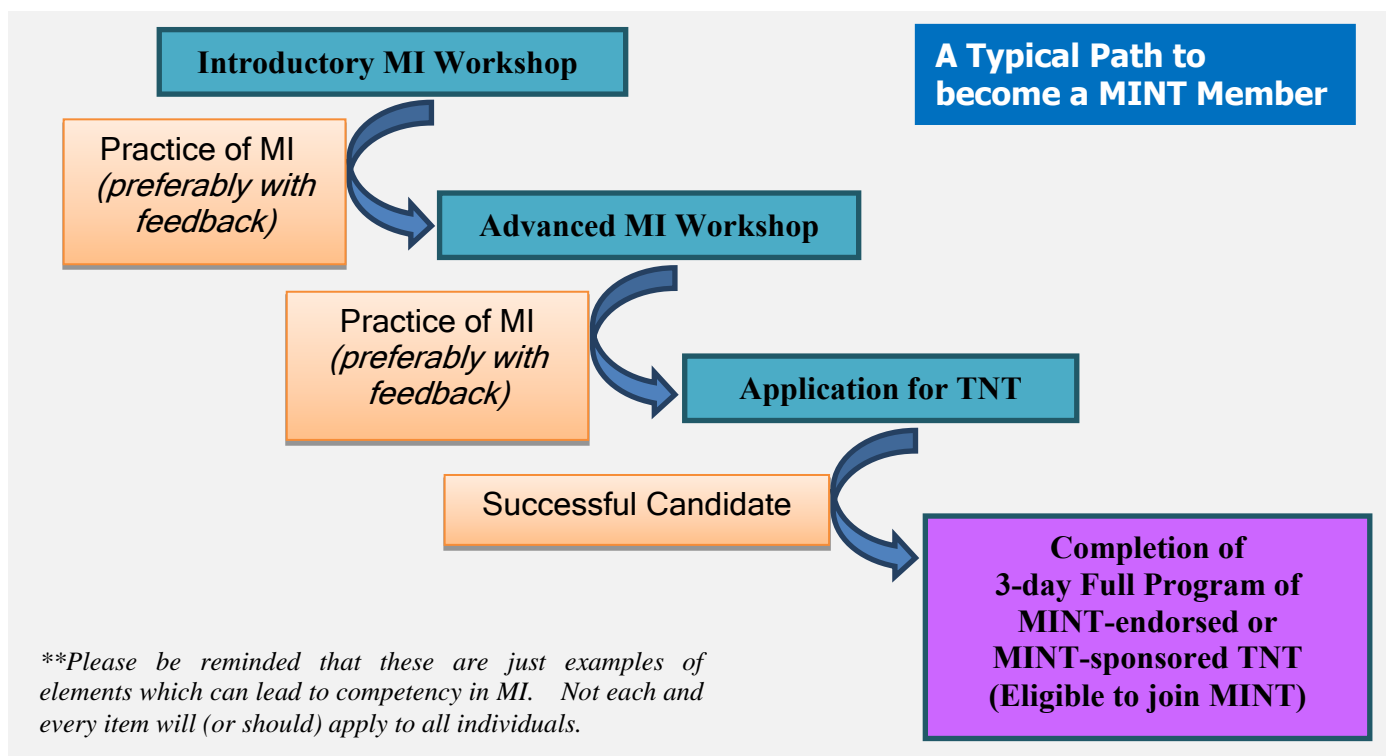 A Typical Path to
become a MINT Member
Introductory MI Workshop
Practice of MI
(preferably with
feedback)
Advanced MI Workshop
Practice of MI
(preferably with
feedback)
Application for TNT
Successful Candidate
Completion of
3-day Full Program of
MINT-endorsed or
MINT-sponsored TNT
(Eligible to join MINT)
**Please be reminded that these are just examples of
elements which can lead to competency in MI. Not each and
every item will (or should) apply to all individuals.